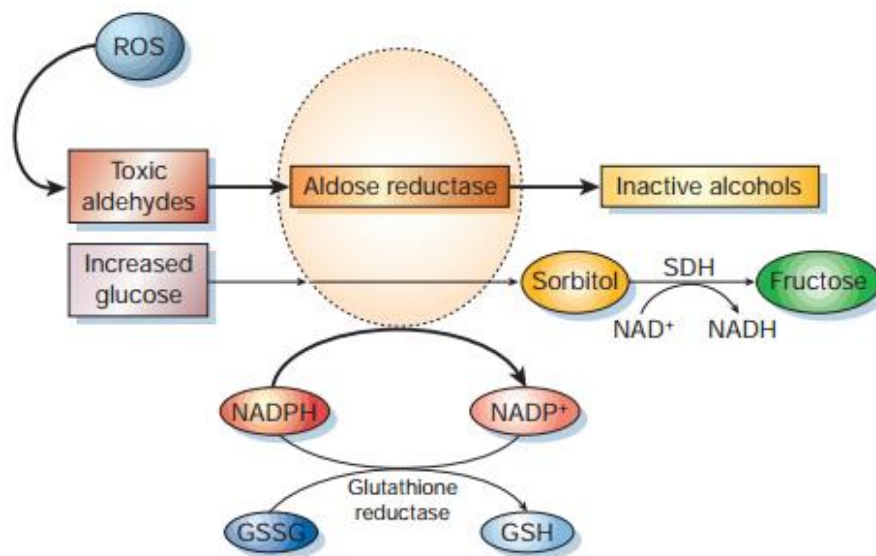 ROS
Toxic
aldehydes
Aldose reductase
Inactive alcohols
Increased
glucose
Sorbitol
SDH
Fructose
NAD⁺
NADH
NADPH
NADP⁺
Glutathione
reductase
GSSG
GSH